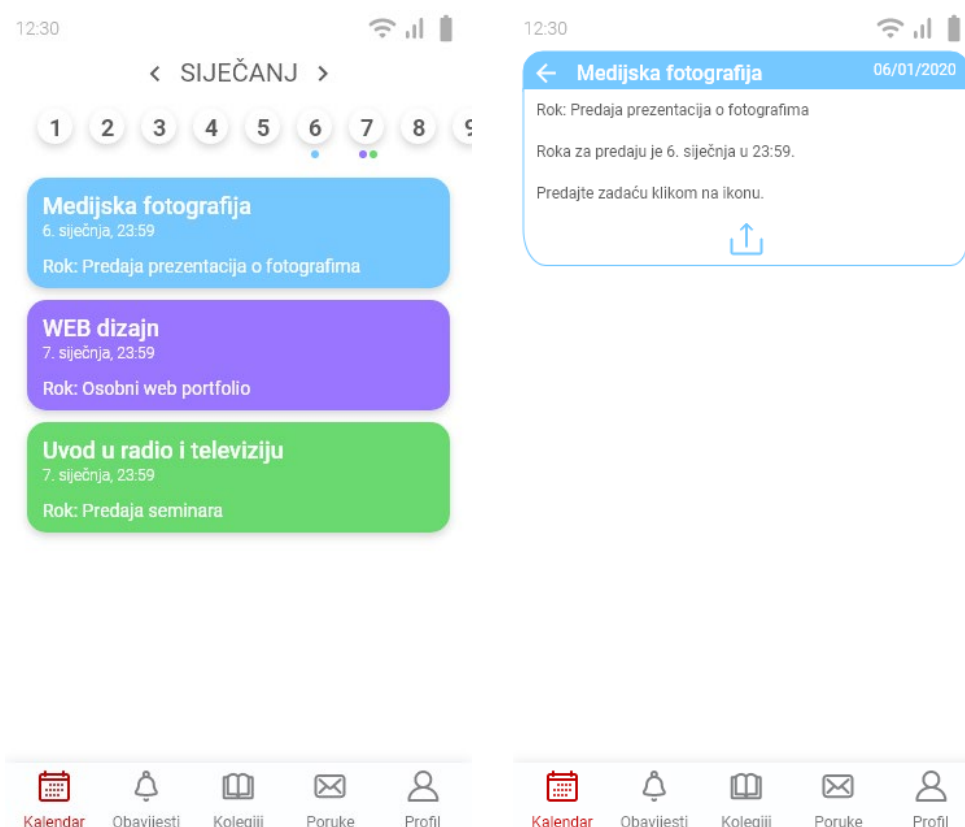 12:30
SIJEČANJ
1 2 3 4 5 6 7 8 9
Medijska fotografija
6. siječnja, 23:59
Rok: Predaja prezentacija o fotografima
WEB dizajn
7. siječnja, 23:59
Rok: Osobni web portfolio
Uvod u radio i televiziju
7. siječnja, 23:59
Rok: Predaja seminara
Kalendar Obavijesti Kolegiji Poruke Profil
12:30
Medijska fotografija 06/01/2020
Rok: Predaja prezentacija o fotografima
Roka za predaju je 6. siječnja u 23:59.
Predajte zadaću klikom na ikonu.
Kalendar Obavijesti Kolegiji Poruke Profil